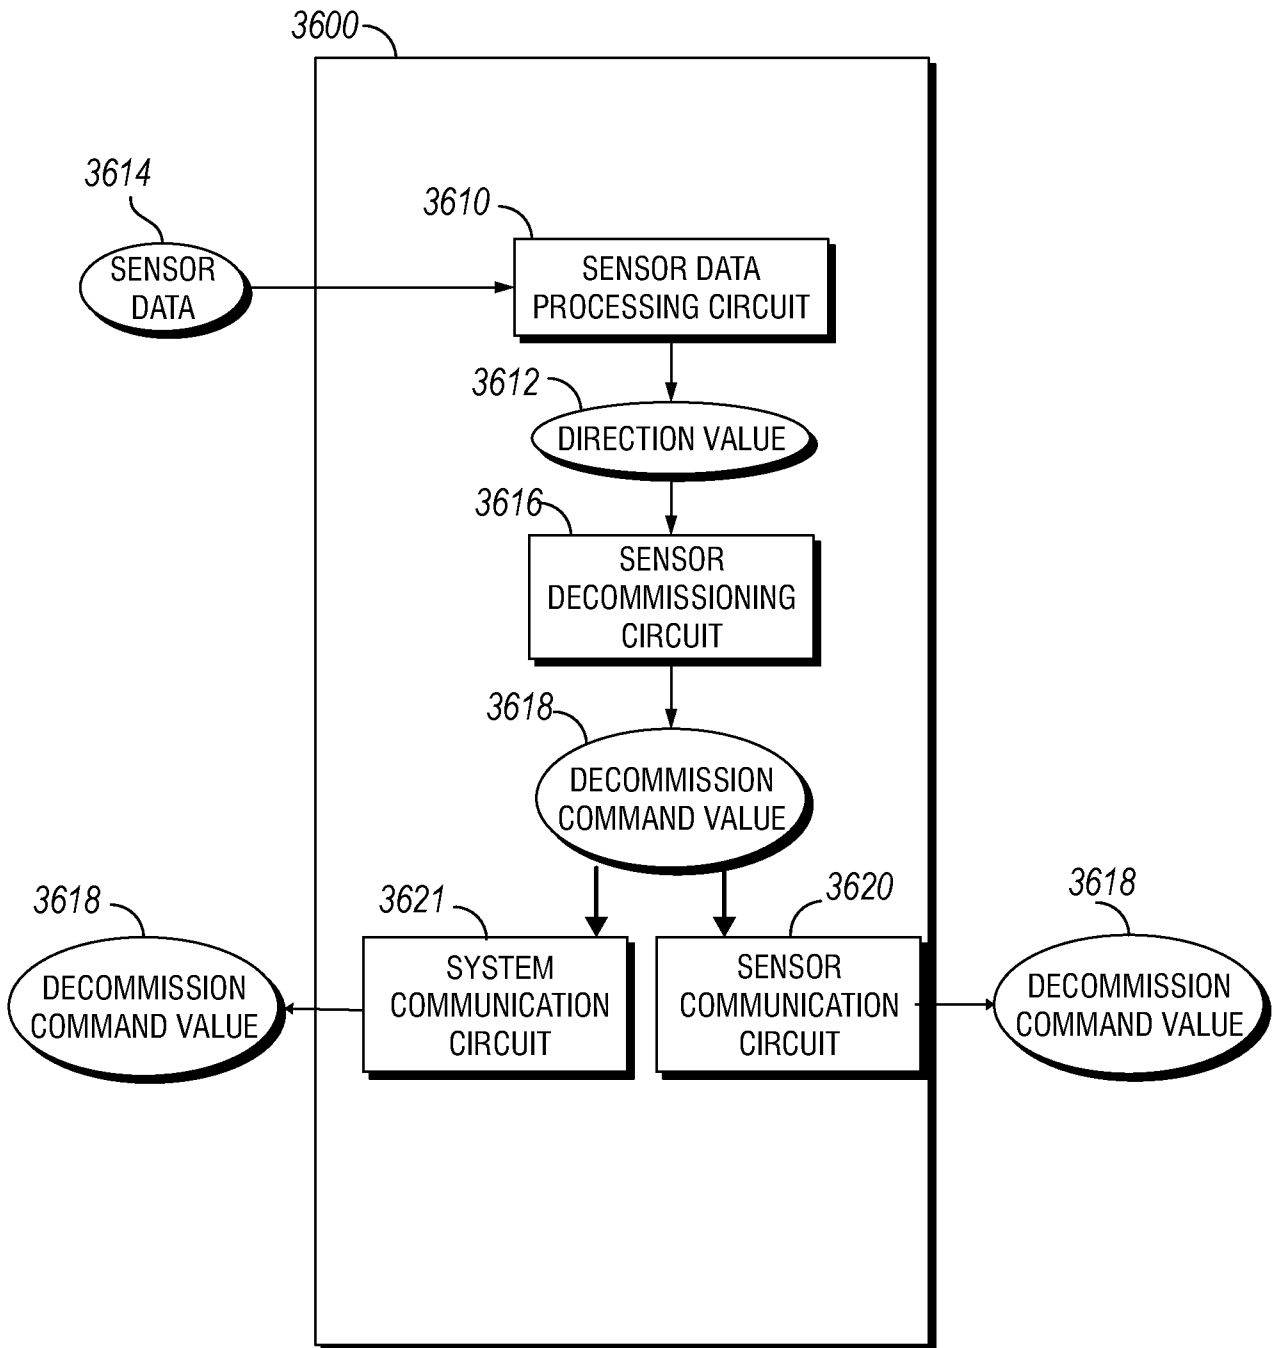 3600
3614
SENSOR
DATA
3610
SENSOR DATA
PROCESSING CIRCUIT
3612
DIRECTION VALUE
3616
SENSOR
DECOMMISSIONING
CIRCUIT
3618
DECOMMISSION
COMMAND VALUE
3618
DECOMMISSION
COMMAND VALUE
3621
SYSTEM
COMMUNICATION
CIRCUIT
3620
SENSOR
COMMUNICATION
CIRCUIT
3618
DECOMMISSION
COMMAND VALUE